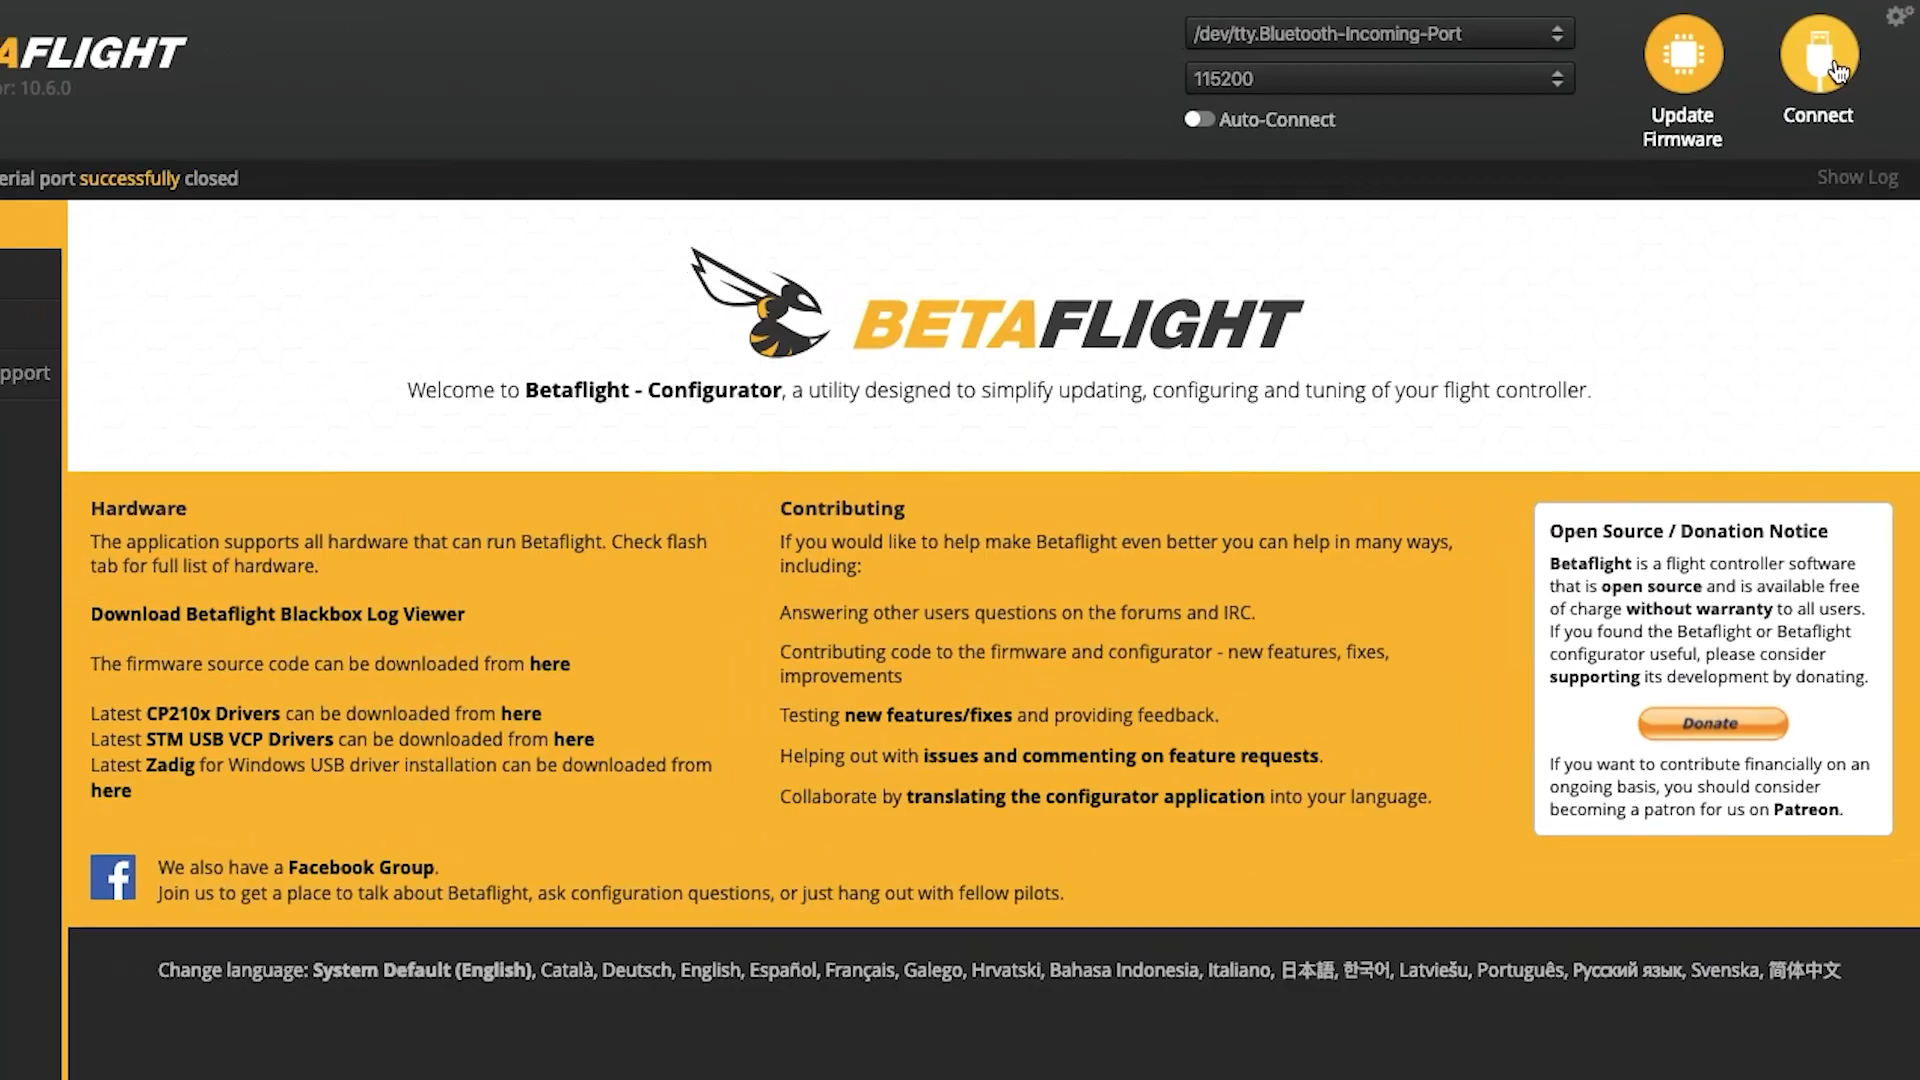 AFLIGHT
or: 10.6.0
/dev/tty.Bluetooth-Incoming-Port
115200
Auto-Connect
Update
Firmware
Connect
erial port successfully closed
Show Log
pport
BETAFLIGHT
Welcome to Betaflight - Configurator, a utility designed to simplify updating, configuring and tuning of your flight controller.
Hardware
The application supports all hardware that can run Betaflight. Check flash
tab for full list of hardware.
Download Betaflight Blackbox Log Viewer
The firmware source code can be downloaded from here
Latest CP210x Drivers can be downloaded from here
Latest STM USB VCP Drivers can be downloaded from here
Latest Zadig for Windows USB driver installation can be downloaded from
here
Contributing
If you would like to help make Betaflight even better you can help in many ways,
including:
Answering other users questions on the forums and IRC.
Contributing code to the firmware and configurator - new features, fixes,
improvements
Testing new features/fixes and providing feedback.
Helping out with issues and commenting on feature requests.
Collaborate by translating the configurator application into your language.
Open Source / Donation Notice
Betaflight is a flight controller software
that is open source and is available free
of charge without warranty to all users.
If you found the Betaflight or Betaflight
configurator useful, please consider
supporting its development by donating.
Donate
If you want to contribute financially on an
ongoing basis, you should consider
becoming a patron for us on Patreon.
We also have a Facebook Group.
Join us to get a place to talk about Betaflight, ask configuration questions, or just hang out with fellow pilots.
Change language: System Default (English), Català, Deutsch, English, Español, Français, Galego, Hrvatski, Bahasa Indonesia, Italiano, 日本語, 한국어, Latviešu, Português, Русский язык, Svenska, 简体中文